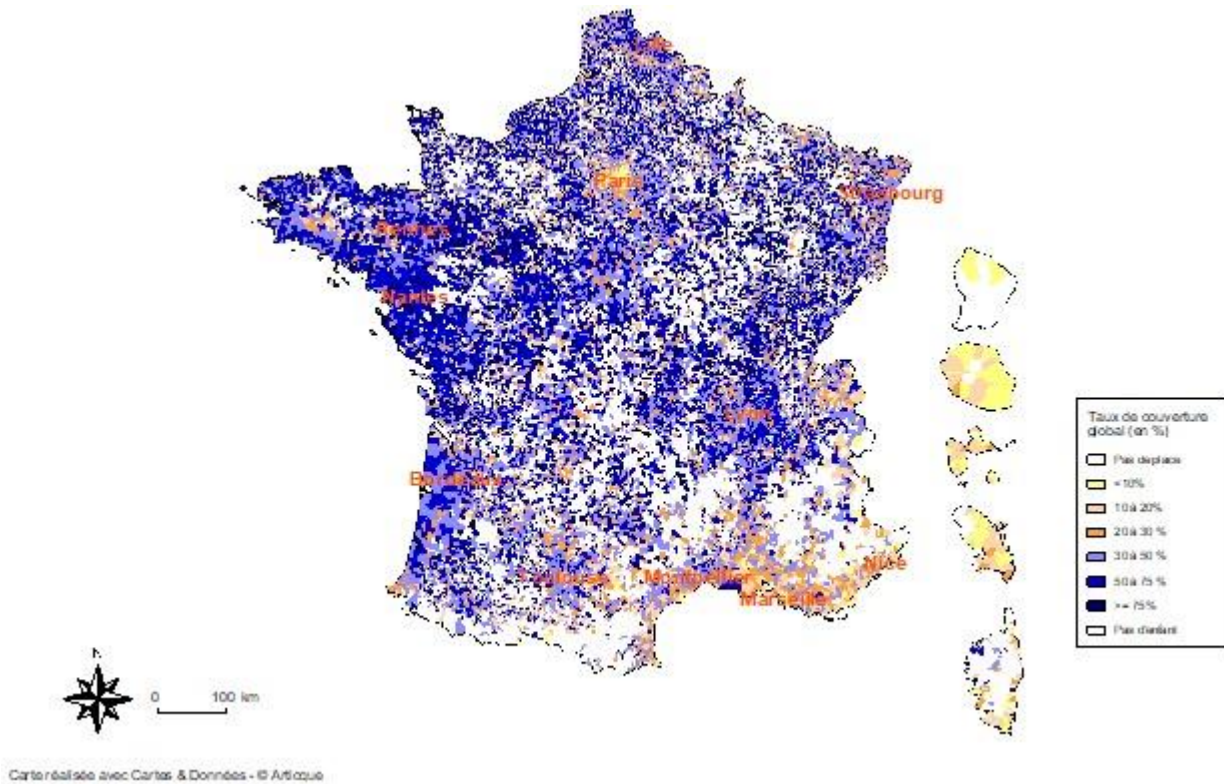 Lille
Paris
Strasbourg
Rennes
Nantes
Lyon
Bordeaux
Toulouse
Montpellier
Nice
Marseille
Taux de couverture
global (en %)
Pas de place
<10%
10 à 20%
20 à 30 %
30 à 50 %
50 à 75 %
>= 75%
Pas d'enfant
N
0 100 km
Carte réalisée avec Cartes & Données - © Articque